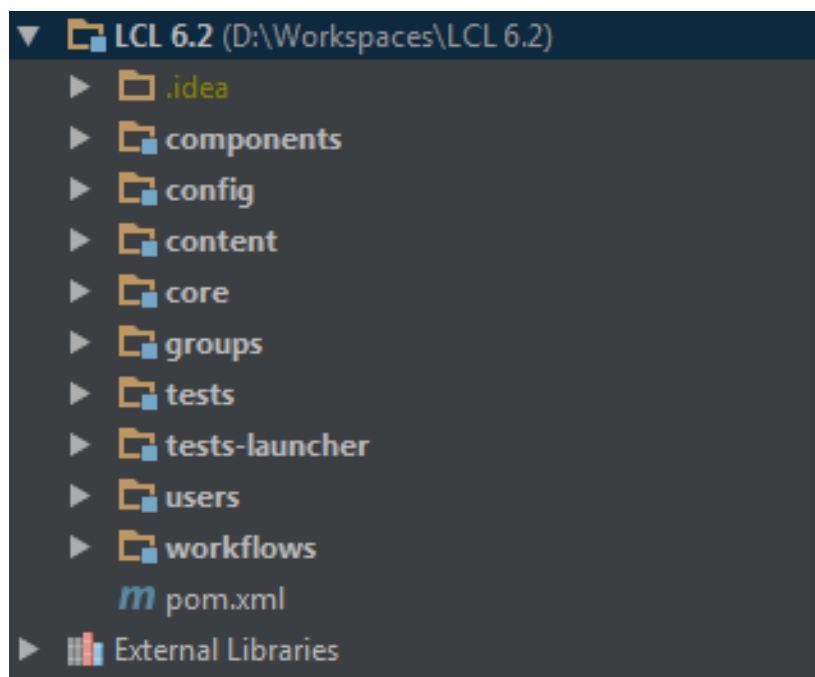 LCL 6.2 (D:\Workspaces\LCL 6.2)
.idea
components
config
content
core
groups
tests
tests-launcher
users
workflows
m pom.xml
External Libraries